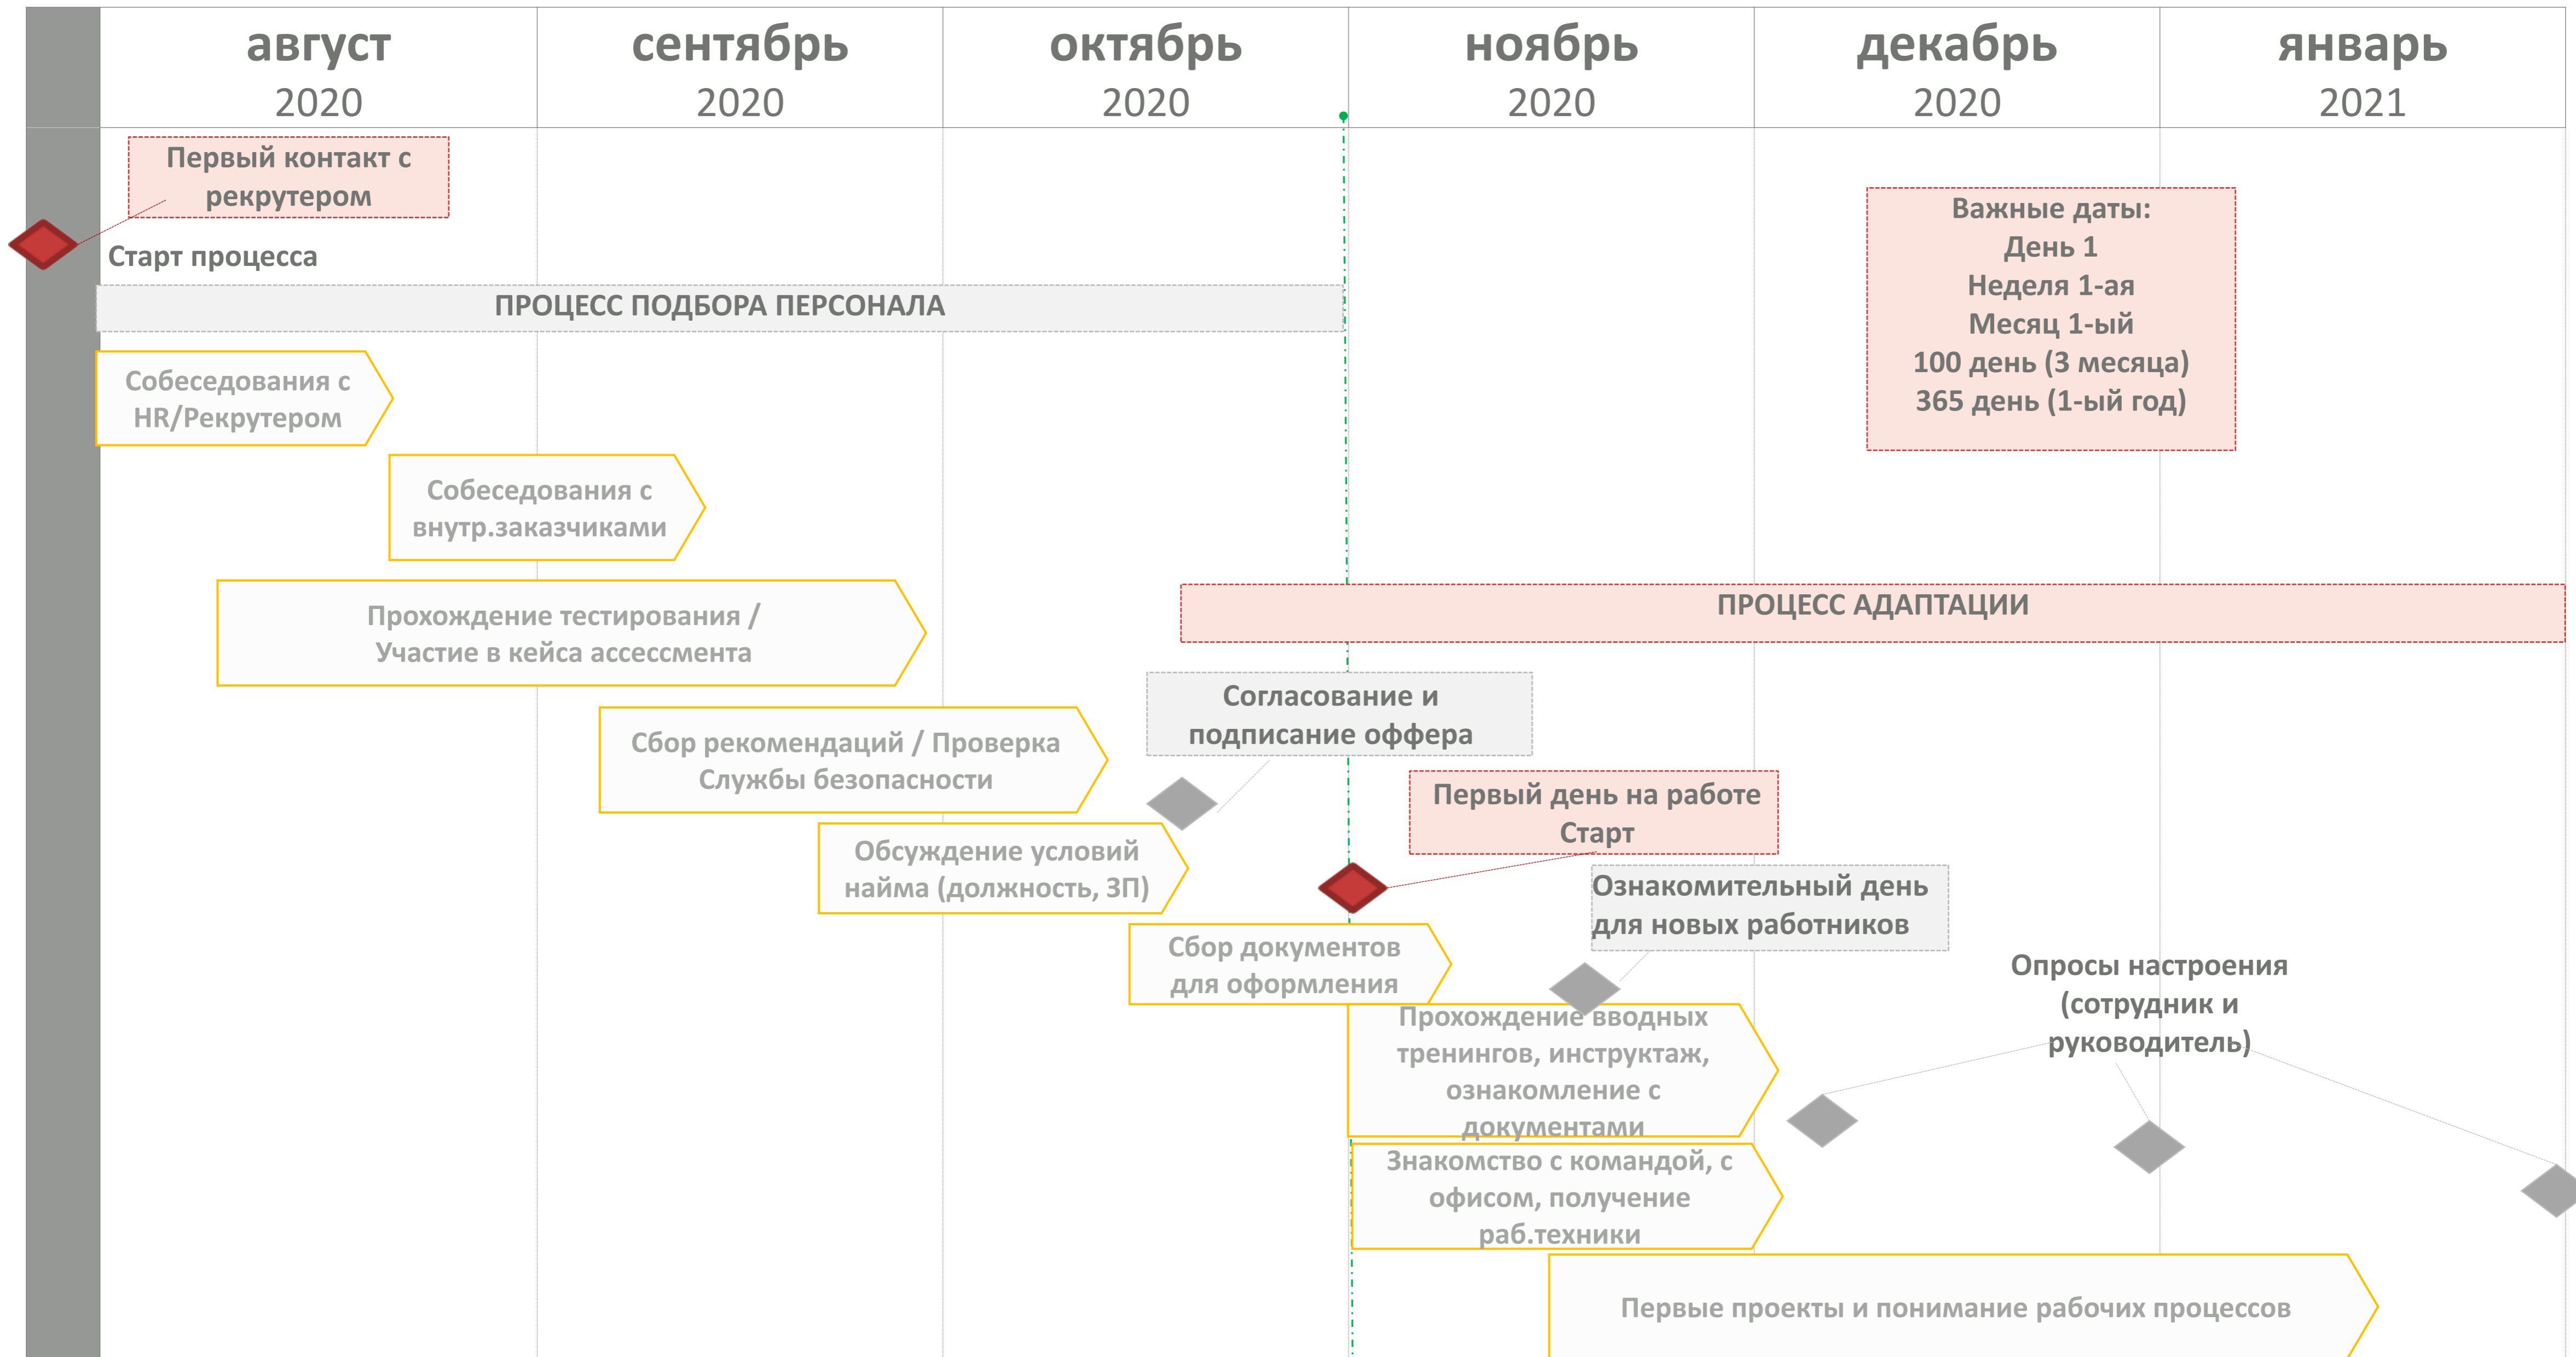 август
2020
сентябрь
2020
октябрь
2020
ноябрь
2020
декабрь
2020
январь
2021
Первый контакт с
рекрутером
Старт процесса
Важные даты:
День 1
Неделя 1-ая
Месяц 1-ый
100 день (3 месяца)
365 день (1-ый год)
ПРОЦЕСС ПОДБОРА ПЕРСОНАЛА
Собеседования с
HR/Рекрутером
Собеседования с
внутр.заказчиками
Прохождение тестирования /
Участие в кейса ассессмента
ПРОЦЕСС АДАПТАЦИИ
Сбор рекомендаций / Проверка
Службы безопасности
Согласование и
подписание оффера
Первый день на работе
Старт
Обсуждение условий
найма (должность, ЗП)
Ознакомительный день
для новых работников
Сбор документов
для оформления
Опросы настроения
(сотрудник и
руководитель)
Прохождение вводных
тренингов, инструктаж,
ознакомление с
документами
Знакомство с командой, с
офисом, получение
раб.техники
Первые проекты и понимание рабочих процессов